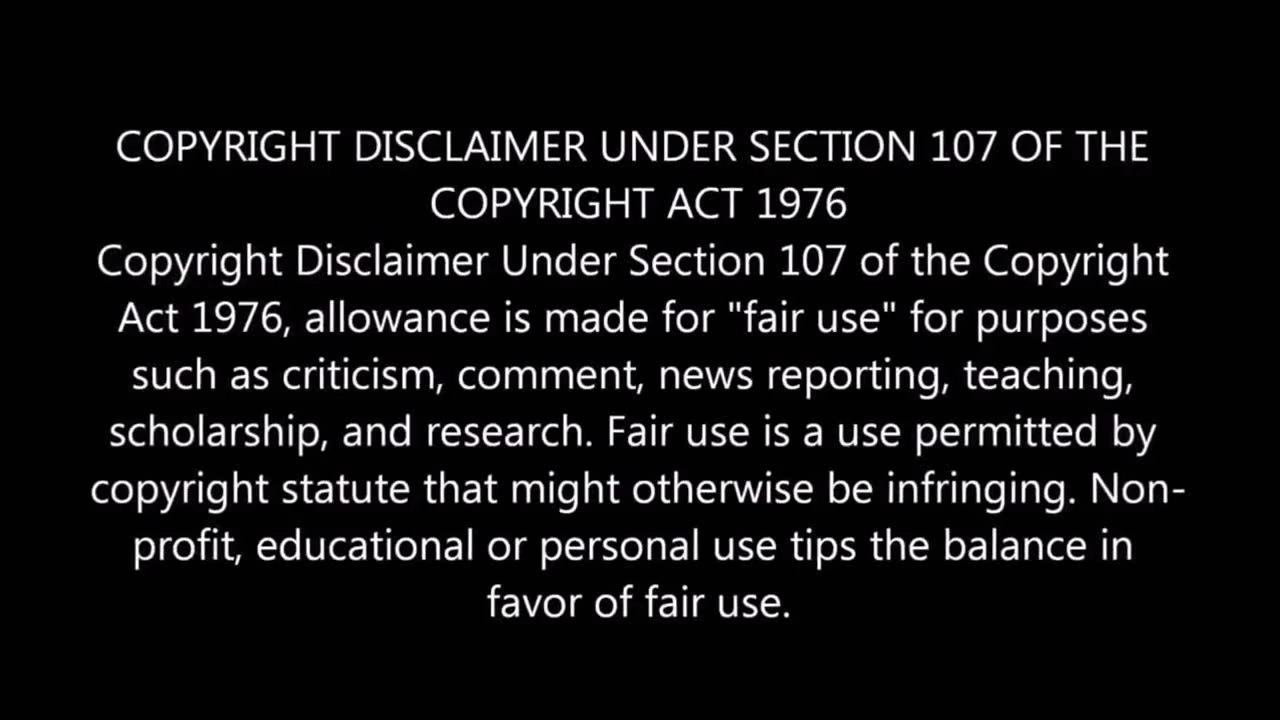 COPYRIGHT DISCLAIMER UNDER SECTION 107 OF THE
COPYRIGHT ACT 1976
Copyright Disclaimer Under Section 107 of the Copyright
Act 1976, allowance is made for "fair use" for purposes
such as criticism, comment, news reporting, teaching,
scholarship, and research. Fair use is a use permitted by
copyright statute that might otherwise be infringing. Non-
profit, educational or personal use tips the balance in
favor of fair use.